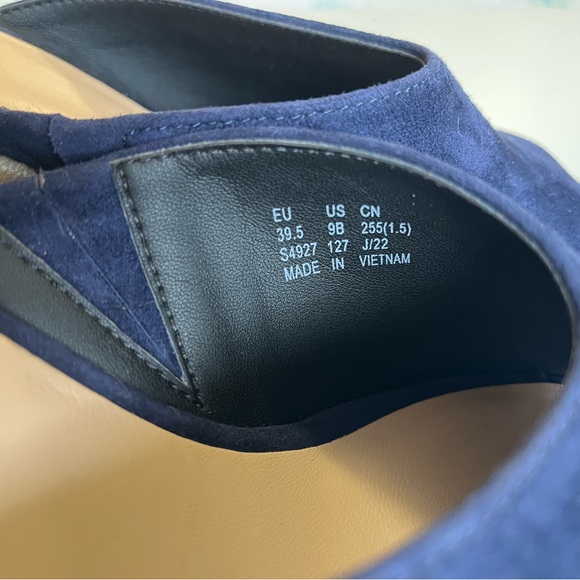 EU US CN
39.5 9B 255(1.5)
S4927 127 J/22
MADE IN VIETNAM